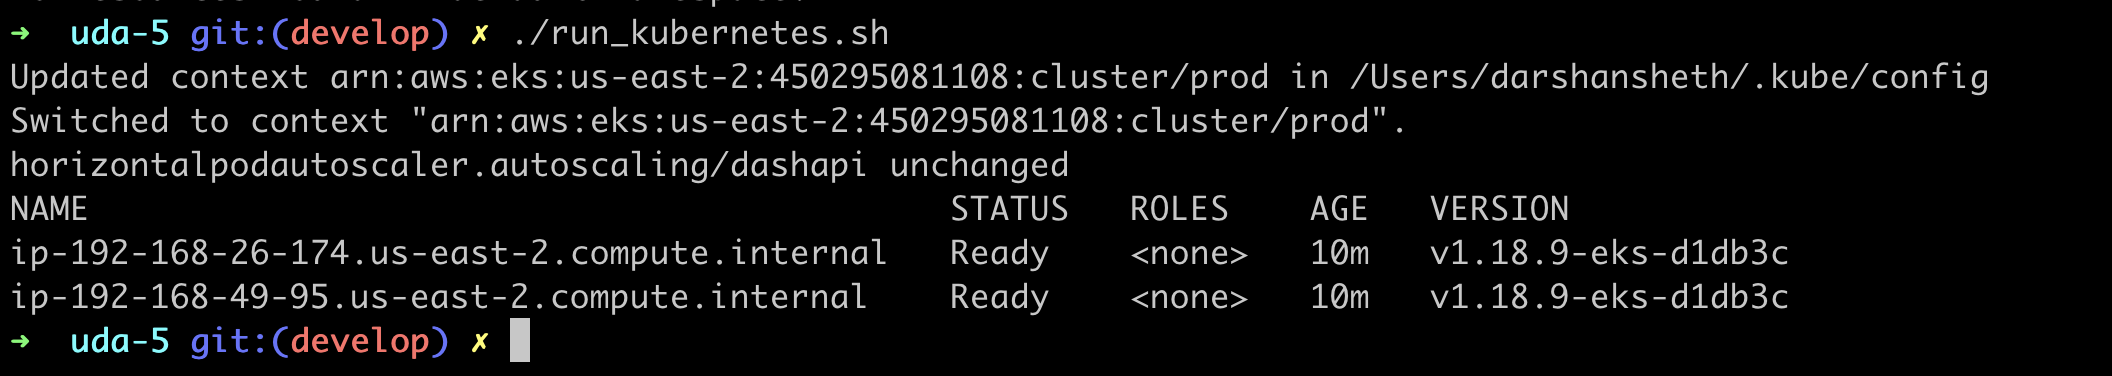 ➜  uda-5 git:(develop) ✗ ./run_kubernetes.sh
Updated context arn:aws:eks:us-east-2:450295081108:cluster/prod in /Users/darshansheth/.kube/config
Switched to context "arn:aws:eks:us-east-2:450295081108:cluster/prod".
horizontalpodautoscaler.autoscaling/dashapi unchanged
NAME                                           STATUS   ROLES    AGE   VERSION
ip-192-168-26-174.us-east-2.compute.internal   Ready    <none>   10m   v1.18.9-eks-d1db3c
ip-192-168-49-95.us-east-2.compute.internal    Ready    <none>   10m   v1.18.9-eks-d1db3c
➜  uda-5 git:(develop) ✗